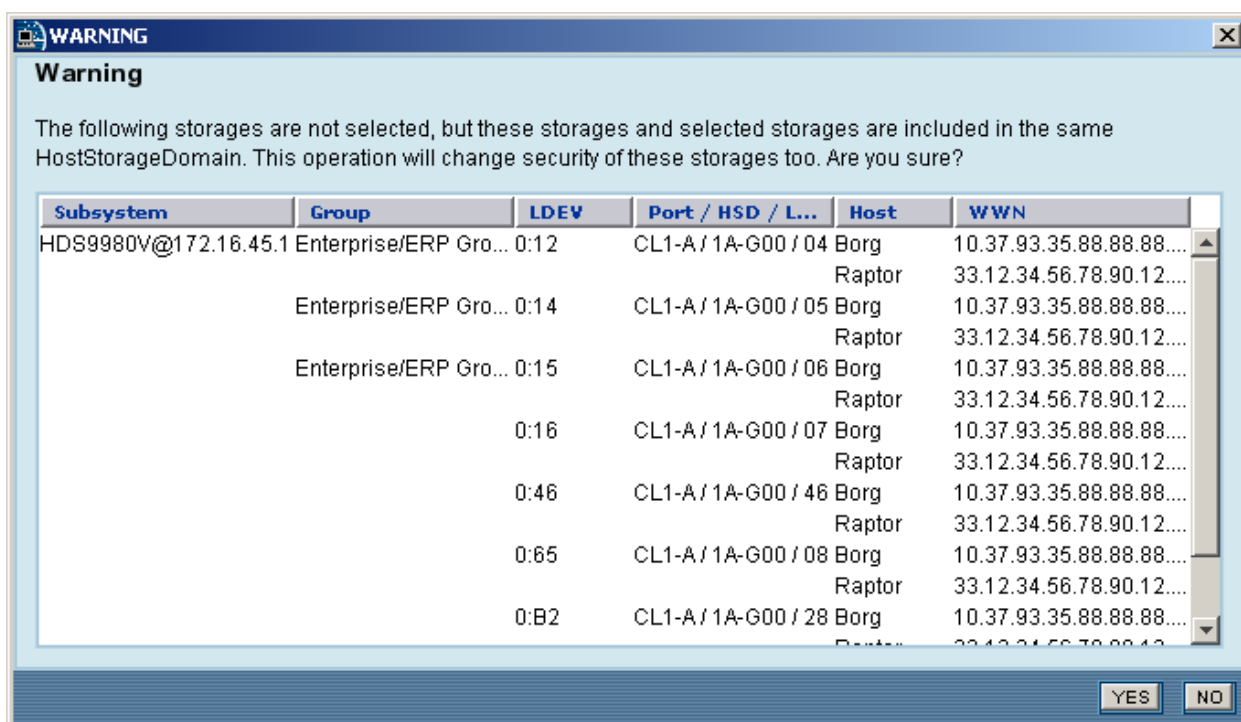 WARNING
Warning
The following storages are not selected, but these storages and selected storages are included in the same
HostStorageDomain. This operation will change security of these storages too. Are you sure?
Subsystem Group LDEV Port / HSD / L... Host WWN
HDS9980V@172.16.45.1 Enterprise/ERP Gro... 0:12 CL1-A / 1A-G00 / 04 Borg 10.37.93.35.88.88.88....
Raptor 33.12.34.56.78.90.12....
Enterprise/ERP Gro... 0:14 CL1-A / 1A-G00 / 05 Borg 10.37.93.35.88.88.88....
Raptor 33.12.34.56.78.90.12....
Enterprise/ERP Gro... 0:15 CL1-A / 1A-G00 / 06 Borg 10.37.93.35.88.88.88....
Raptor 33.12.34.56.78.90.12....
0:16 CL1-A / 1A-G00 / 07 Borg 10.37.93.35.88.88.88....
Raptor 33.12.34.56.78.90.12....
0:46 CL1-A / 1A-G00 / 46 Borg 10.37.93.35.88.88.88....
Raptor 33.12.34.56.78.90.12....
0:65 CL1-A / 1A-G00 / 08 Borg 10.37.93.35.88.88.88....
Raptor 33.12.34.56.78.90.12....
0:B2 CL1-A / 1A-G00 / 28 Borg 10.37.93.35.88.88.88....
YES NO